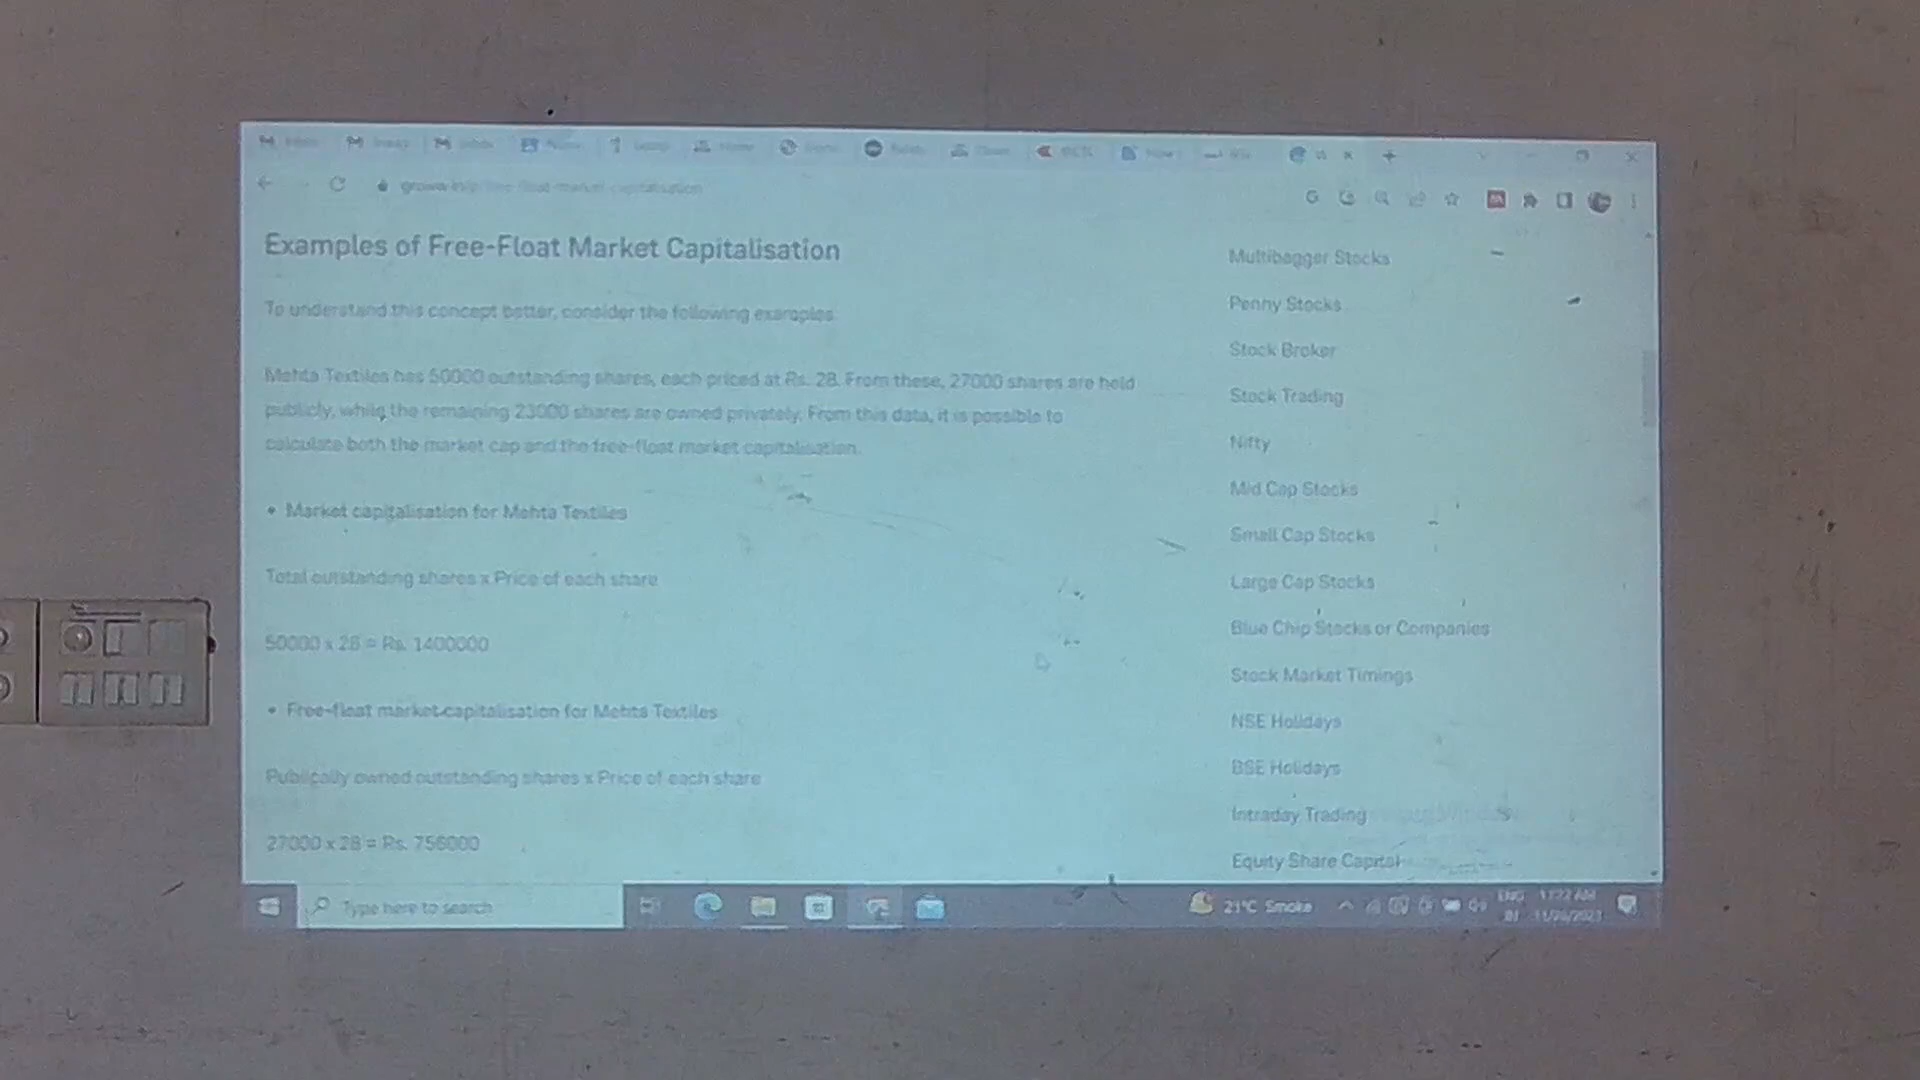 Examples of Free-Float Market Capitalisation
To understand this concept better, consider the following examples
Mehta Textiles has 50000 outstanding shares, each priced at Rs. 28. From these, 27000 shares are held
publicly, while the remaining 23000 shares are owned privately. From this data, it is possible to
calculate both the market cap and the free-float market capitalisation.
• Market capitalisation for Mehta Textiles
Total outstanding shares x Price of each share
50000 x 28 = Rs. 1400000
• Free-float market capitalisation for Mehta Textiles
Publically owned outstanding shares x Price of each share
27000 x 28 = Rs. 756000
Multibagger Stocks
Penny Stocks
Stock Broker
Stock Trading
Nifty
Mid Cap Stocks
Small Cap Stocks
Large Cap Stocks
Blue Chip Stocks or Companies
Stock Market Timings
NSE Holidays
BSE Holidays
Intraday Trading
Equity Share Capital
Type here to search
21°C Smoke
ENG 11:22 AM
IN